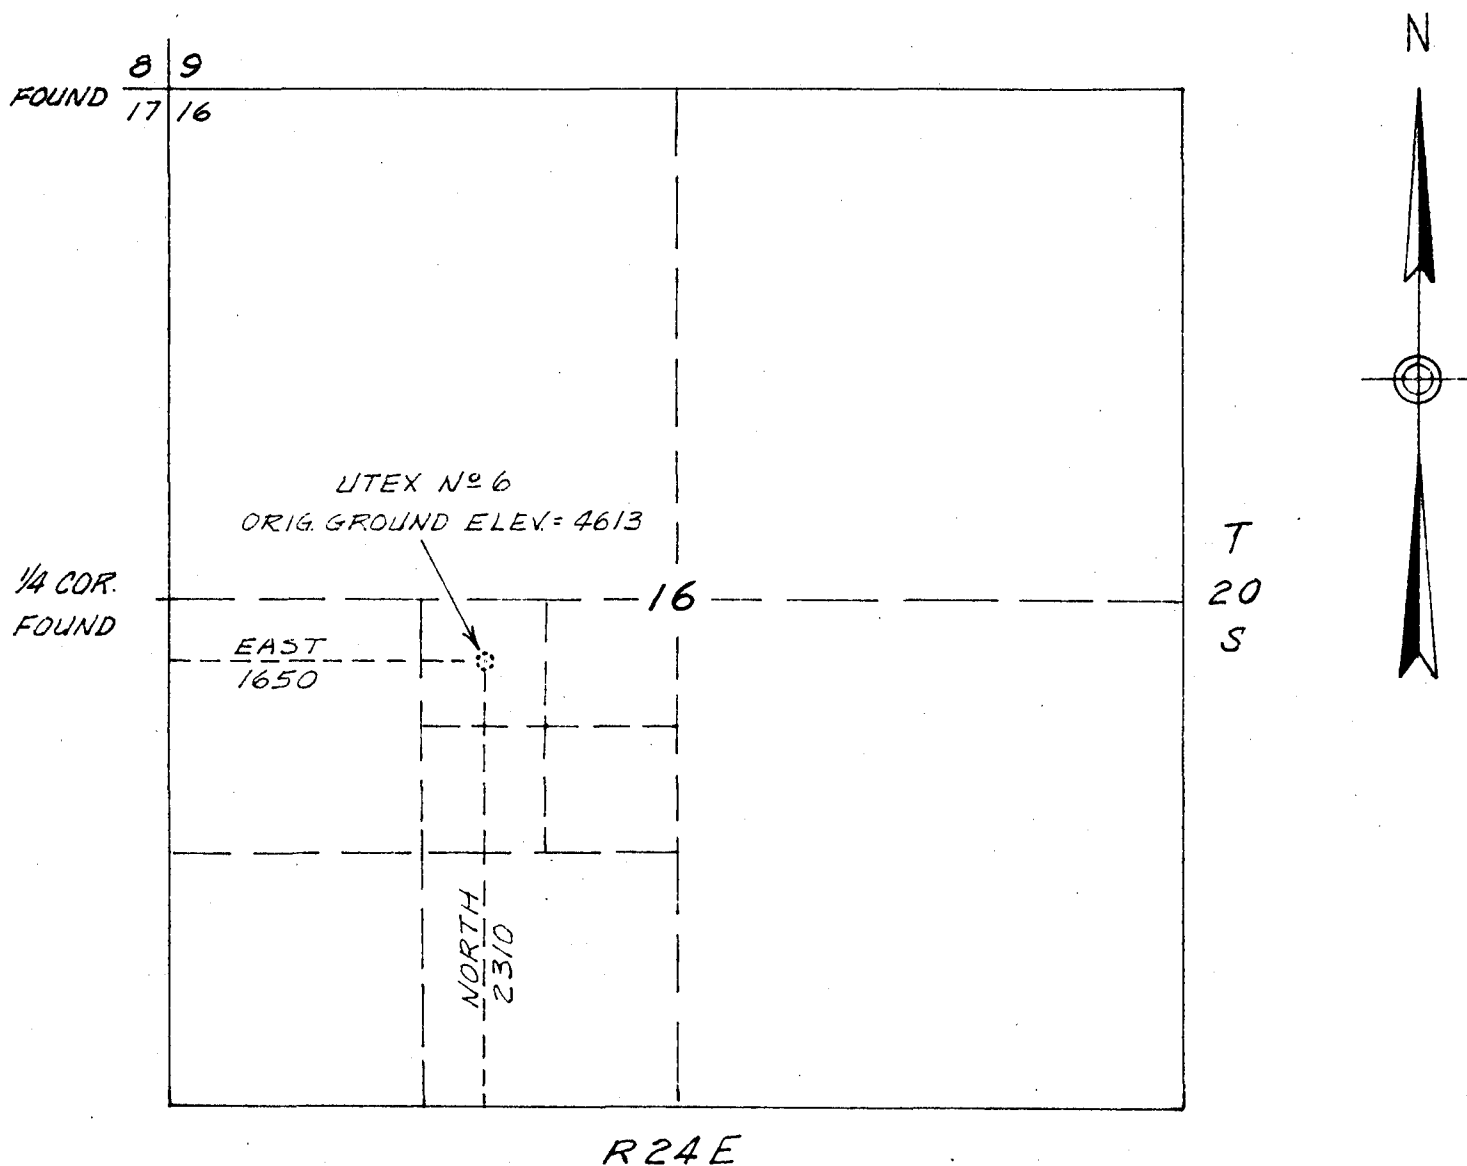 N
8 9
FOUND 17 16
UTEX Nº 6
ORIG. GROUND ELEV. = 4613
1/4 COR.
FOUND
16
T
20
S
EAST
1650
NORTH
2310
R 24 E